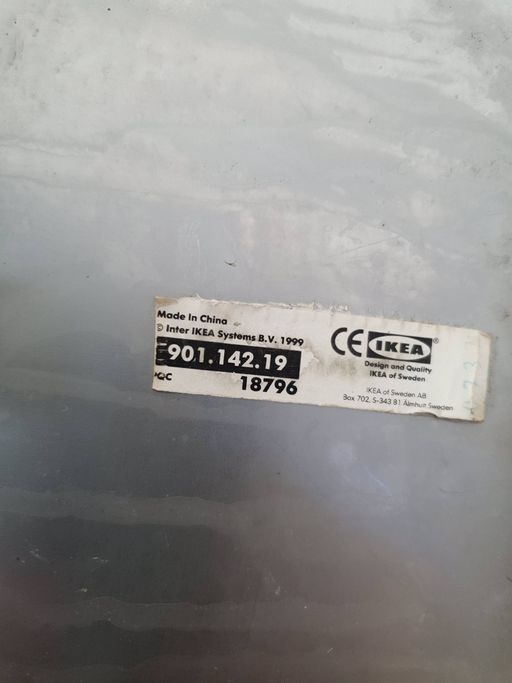 Made In China
© Inter IKEA Systems B.V. 1999
901.142.19
QC 18796
CE IKEA®
Design and Quality
IKEA of Sweden
IKEA of Sweden AB
Box 702, S-343 81 Älmhult Sweden